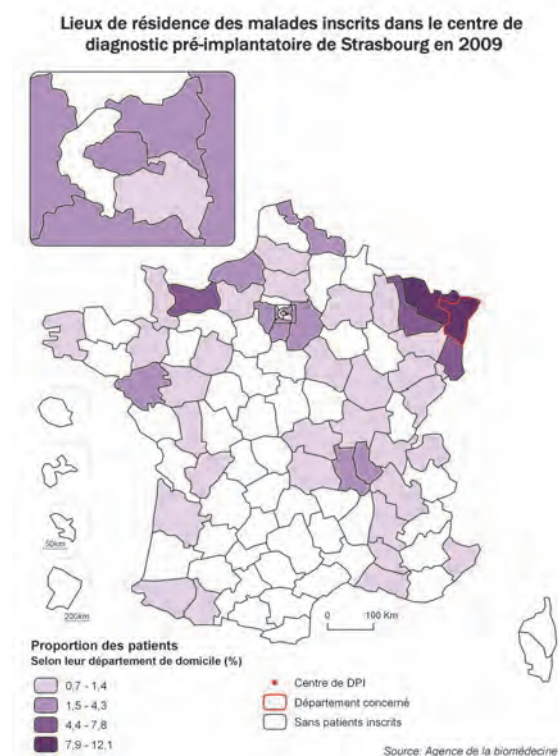 Lieux de résidence des malades inscrits dans le centre de
diagnostic pré-implantatoire de Strasbourg en 2009
50km
200km
0 100 Km
Proportion des patients
Selon leur département de domicile (%)
0,7 - 1,4
1,5 - 4,3
4,4 - 7,8
7,9 - 12,1
Centre de DPI
Département concerné
Sans patients inscrits
Source: Agence de la biomédecine